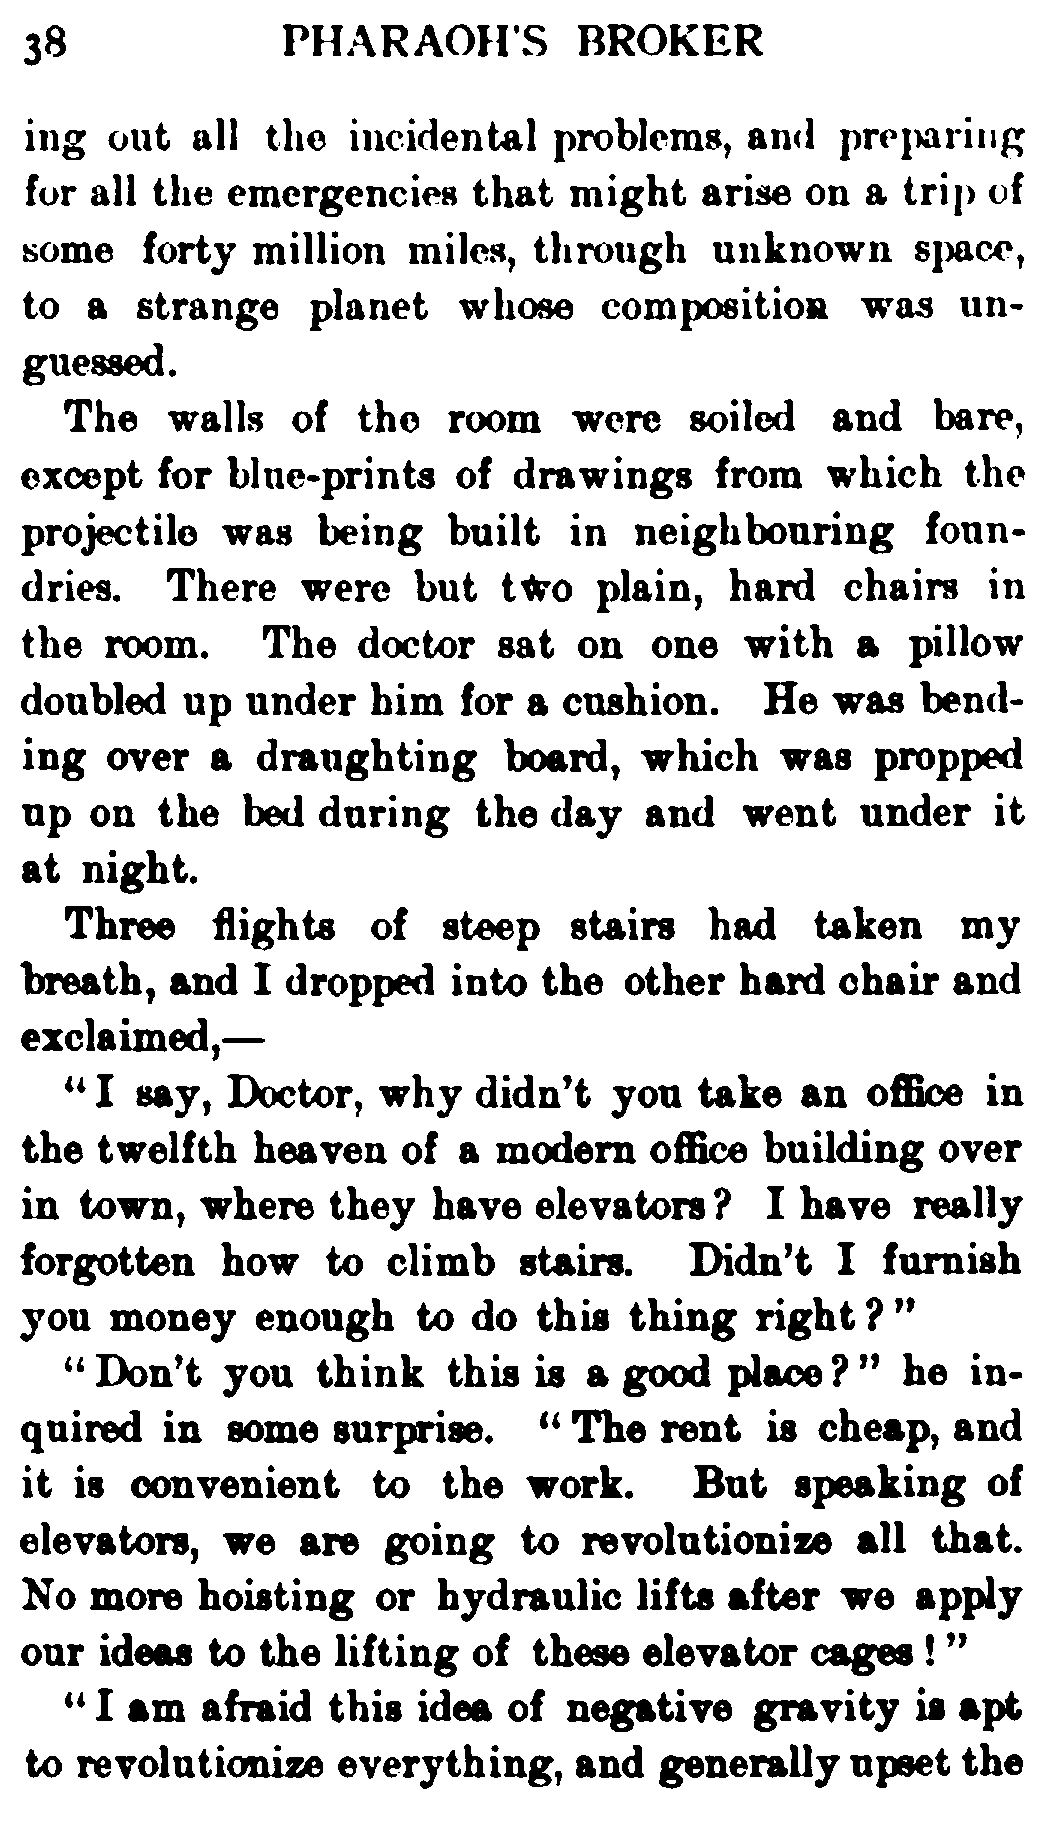 38 PHARAOH'S BROKER
ing out all the incidental problems, and preparing
for all the emergencies that might arise on a trip of
some forty million miles, through unknown space,
to a strange planet whose composition was un-
guessed.
The walls of the room were soiled and bare,
except for blue-prints of drawings from which the
projectile was being built in neighbouring foun-
dries. There were but two plain, hard chairs in
the room. The doctor sat on one with a pillow
doubled up under him for a cushion. He was bend-
ing over a draughting board, which was propped
up on the bed during the day and went under it
at night.
Three flights of steep stairs had taken my
breath, and I dropped into the other hard chair and
exclaimed,—
“I say, Doctor, why didn't you take an office in
the twelfth heaven of a modern office building over
in town, where they have elevators? I have really
forgotten how to climb stairs. Didn't I furnish
you money enough to do this thing right?”
“Don't you think this is a good place?” he in-
quired in some surprise. “The rent is cheap, and
it is convenient to the work. But speaking of
elevators, we are going to revolutionize all that.
No more hoisting or hydraulic lifts after we apply
our ideas to the lifting of these elevator cages!”
“I am afraid this idea of negative gravity is apt
to revolutionize everything, and generally upset the